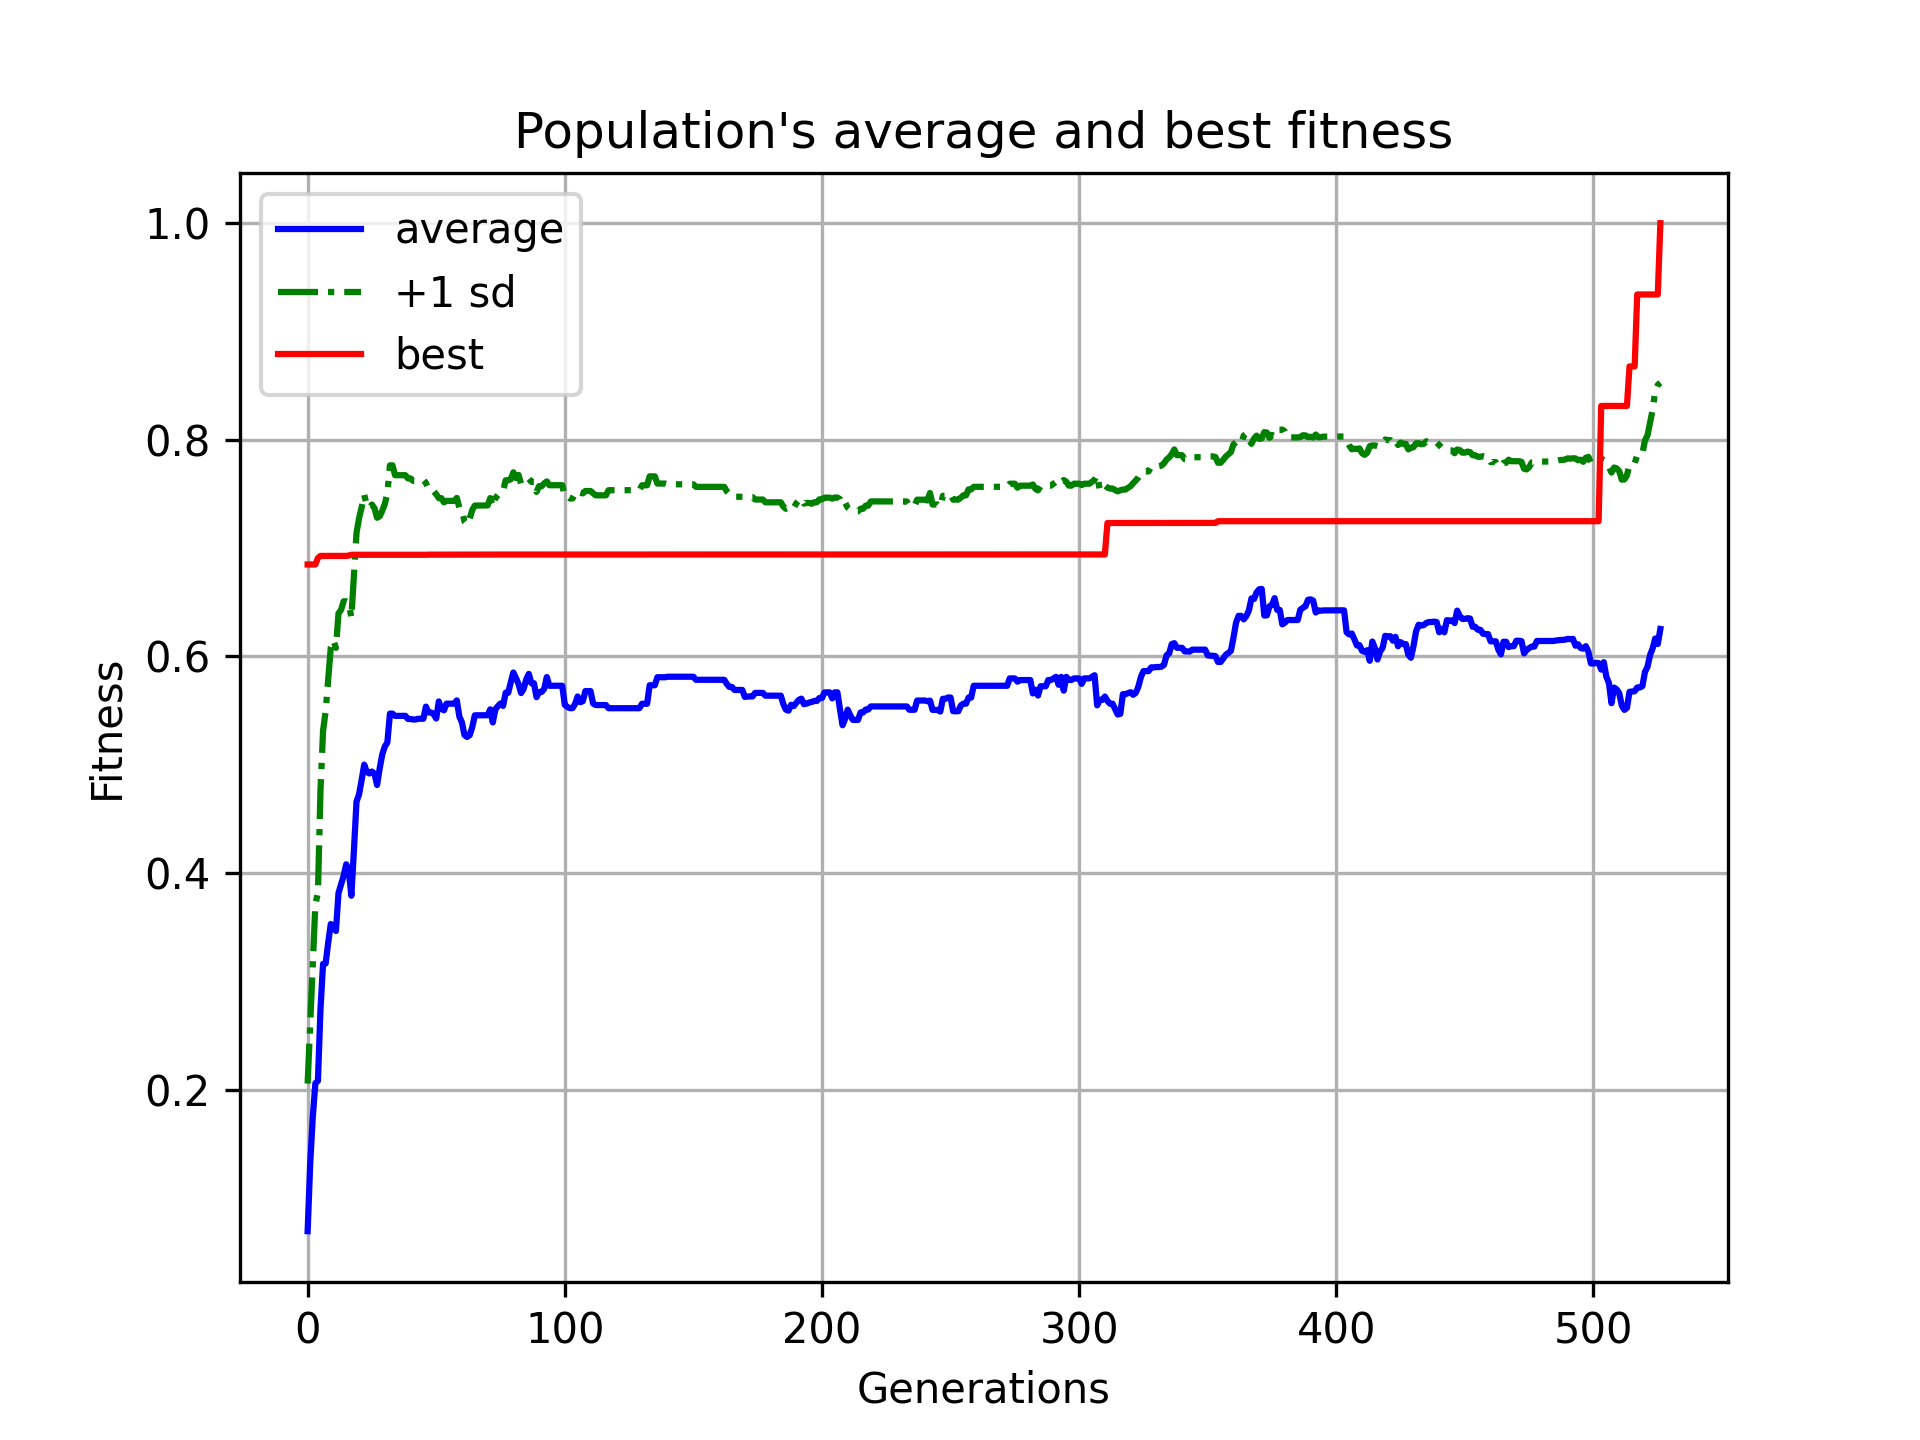 Population's average and best fitness
average
+1 sd
best
1.0
0.8
0.6
0.4
0.2
Fitness
0 100 200 300 400 500
Generations